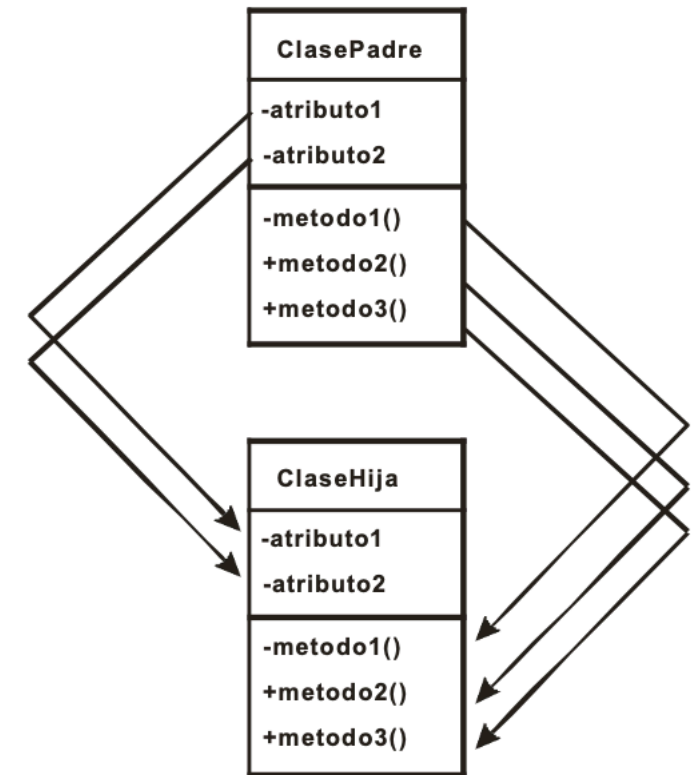 ClasePadre
-atributo1
-atributo2
-metodo1()
+metodo2()
+metodo3()
ClaseHija
-atributo1
-atributo2
-metodo1()
+metodo2()
+metodo3()